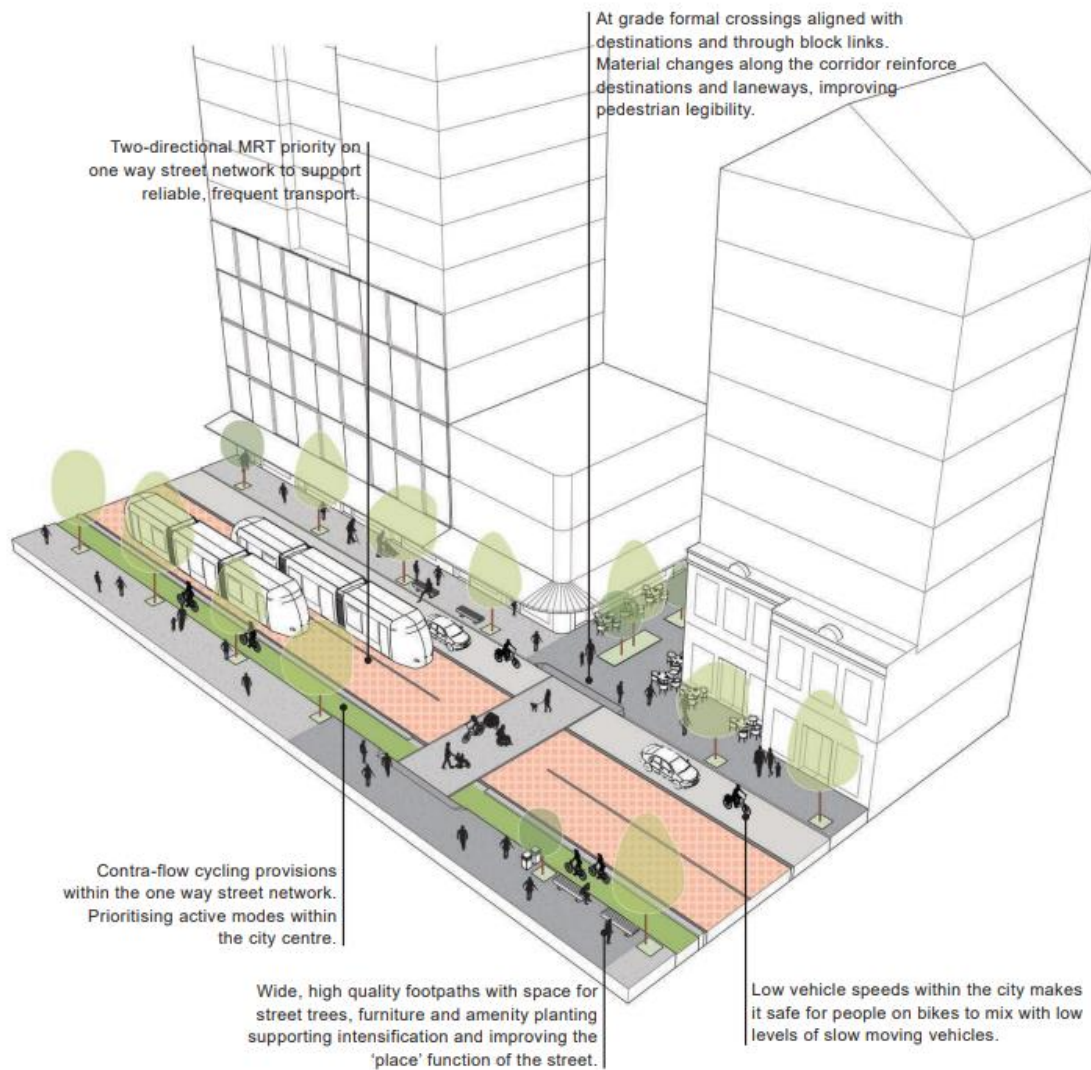 At grade formal crossings aligned with
destinations and through block links.
Material changes along the corridor reinforce
destinations and laneways, improving
pedestrian legibility.
Two-directional MRT priority on
one way street network to support
reliable, frequent transport.
Contra-flow cycling provisions
within the one way street network.
Prioritising active modes within
the city centre.
Wide, high quality footpaths with space for
street trees, furniture and amenity planting
supporting intensification and improving the
‘place’ function of the street.
Low vehicle speeds within the city makes
it safe for people on bikes to mix with low
levels of slow moving vehicles.